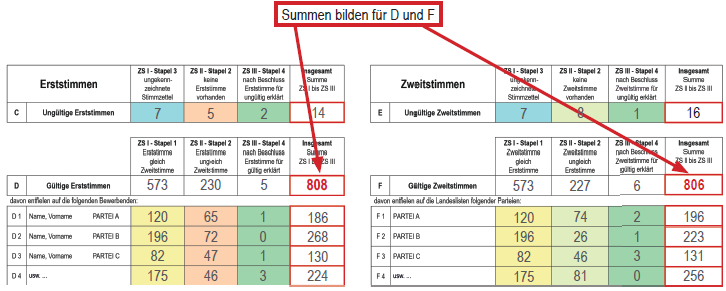 Summen bilden für D und F
Erststimmen
ZS I - Stapel 3
ungekenn-
zeichnete
Stimmzettel
ZS II - Stapel 2
keine
Erststimme
vorhanden
ZS III - Stapel 4
nach Beschluss
Erststimme für
ungültig erklärt
Insgesamt
Summe
ZS I bis ZS III
C Ungültige Erststimmen 7 5 2 14
ZS I - Stapel 1
Erststimme
gleich
Zweitstimme
ZS II - Stapel 2
Erststimme
ungleich
Zweitstimme
ZS III - Stapel 4
nach Beschluss
Erststimme für
gültig erklärt
Insgesamt
Summe
ZS I bis ZS III
D Gültige Erststimmen 573 230 5 808
davon entfielen auf die folgenden Bewerbenden:
D 1 Name, Vorname PARTEI A 120 65 1 186
D 2 Name, Vorname PARTEI B 196 72 0 268
D 3 Name, Vorname PARTEI C 82 47 1 130
D 4 usw. ... 175 46 3 224
Zweitstimmen
ZS I - Stapel 3
ungekenn-
zeichnete
Stimmzettel
ZS II - Stapel 2
keine
Zweitstimme
vorhanden
ZS III - Stapel 4
nach Beschluss
Zweitstimme für
ungültig erklärt
Insgesamt
Summe
ZS I bis ZS III
E Ungültige Zweitstimmen 7 8 1 16
ZS I - Stapel 1
Zweitstimme
gleich
Erststimme
ZS II - Stapel 2
Zweitstimme
ungleich
Erststimme
ZS III - Stapel 4
nach Beschluss
Zweitstimme für
gültig erklärt
Insgesamt
Summe
ZS I bis ZS III
F Gültige Zweitstimmen 573 227 6 806
davon entfielen auf die Landeslisten folgender Parteien:
F 1 PARTEI A 120 74 2 196
F 2 PARTEI B 196 26 1 223
F 3 PARTEI C 82 46 3 131
F 4 usw. ... 175 81 0 256